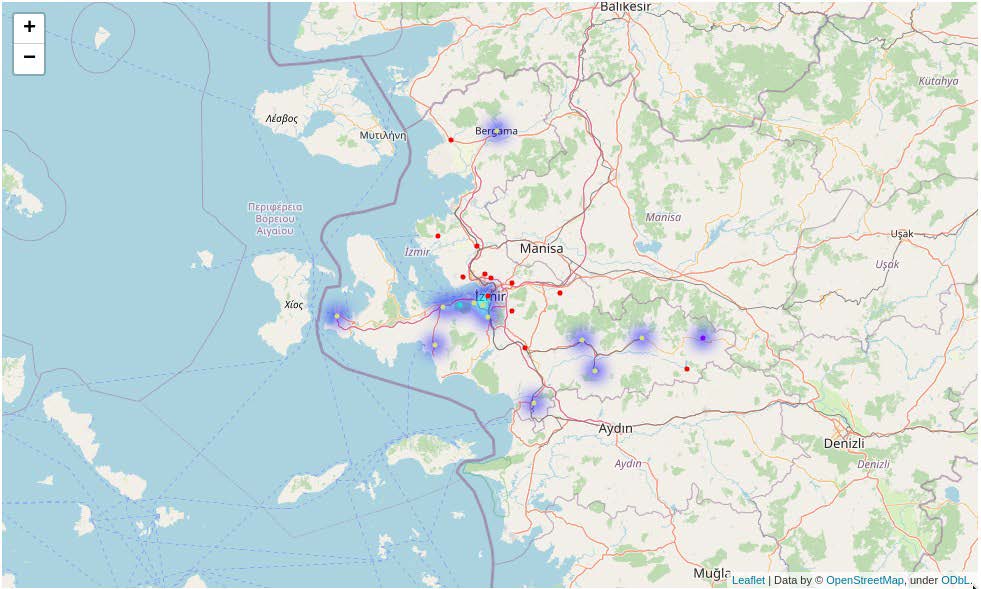 +
−
Balıkesir
Kütahya
Λέσβος
Μυτιλήνη
Bergama
Περιφέρεια
Βορείου
Αιγαίου
Manisa
İzmir
Manisa
Uşak
Uşak
Χίος
İzmir
Aydın
Denizli
Aydın
Denizli
Muğla
Leaflet | Data by © OpenStreetMap, under ODbL.